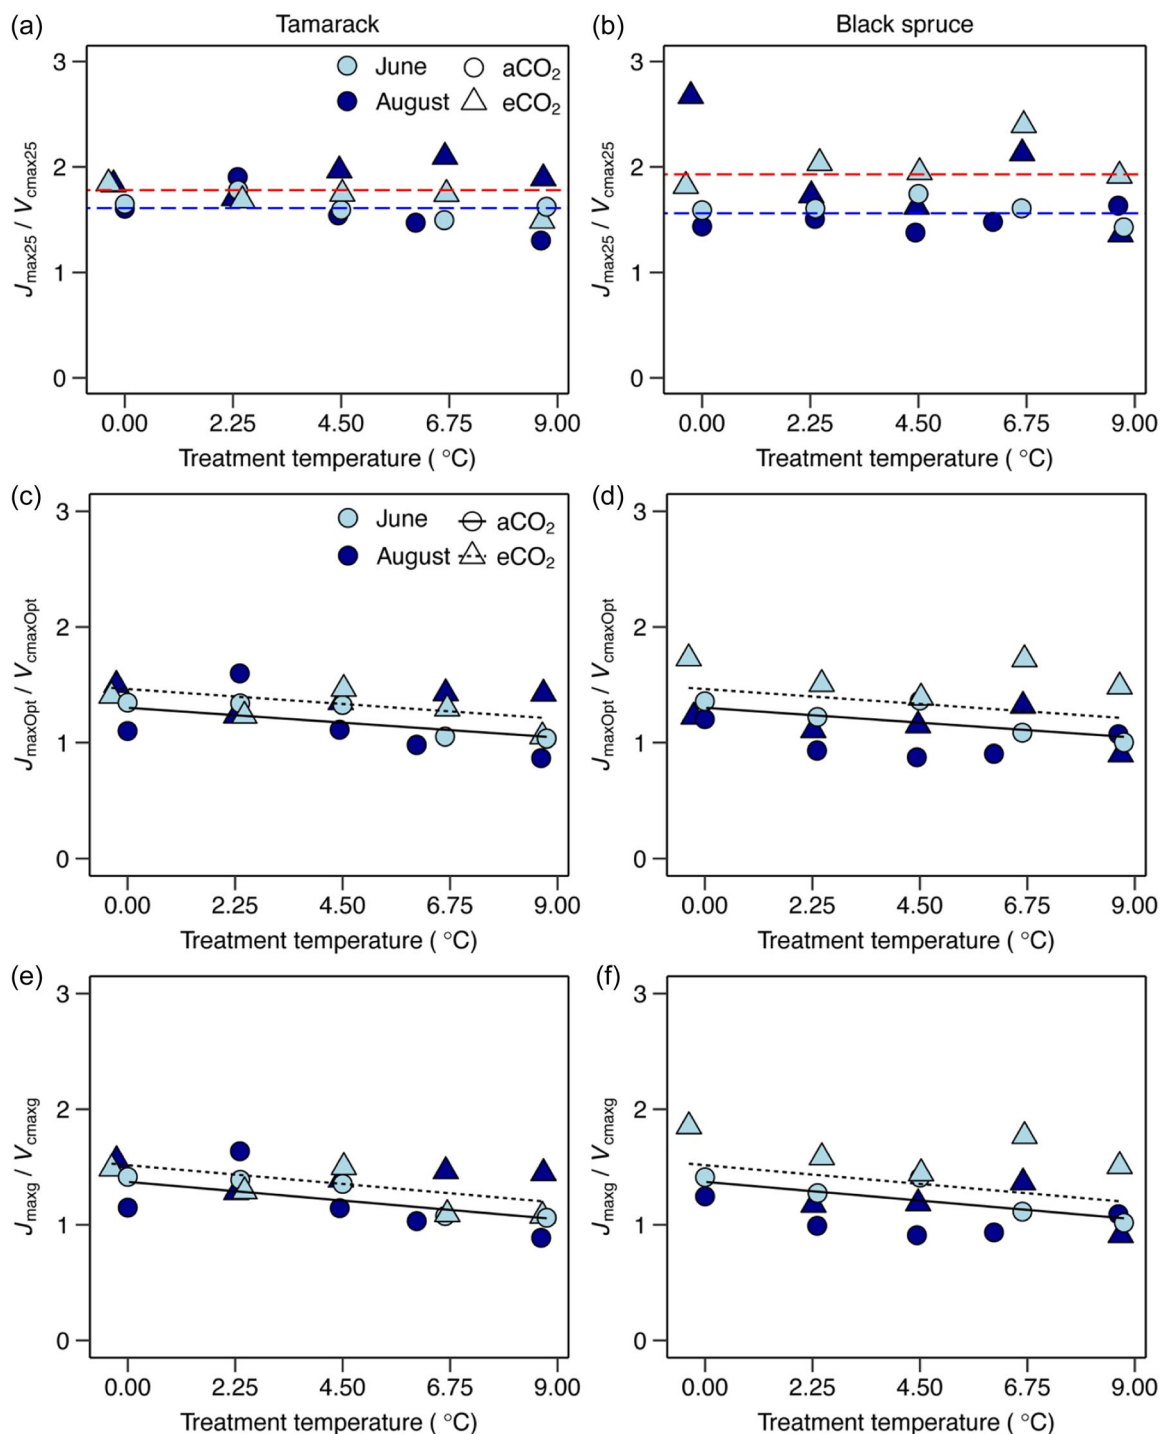 (a) Tamarack
3
2
1
0
June aCO₂
August eCO₂
Jmax25 / Vcmax25
0.00 2.25 4.50 6.75 9.00
Treatment temperature ( °C)
(b) Black spruce
3
2
1
0
Jmax25 / Vcmax25
0.00 2.25 4.50 6.75 9.00
Treatment temperature ( °C)
(c)
3
2
1
0
June aCO₂
August eCO₂
JmaxOpt / VcmaxOpt
0.00 2.25 4.50 6.75 9.00
Treatment temperature ( °C)
(d)
3
2
1
0
JmaxOpt / VcmaxOpt
0.00 2.25 4.50 6.75 9.00
Treatment temperature ( °C)
(e)
3
2
1
0
Jmaxg / Vcmaxg
0.00 2.25 4.50 6.75 9.00
Treatment temperature ( °C)
(f)
3
2
1
0
Jmaxg / Vcmaxg
0.00 2.25 4.50 6.75 9.00
Treatment temperature ( °C)